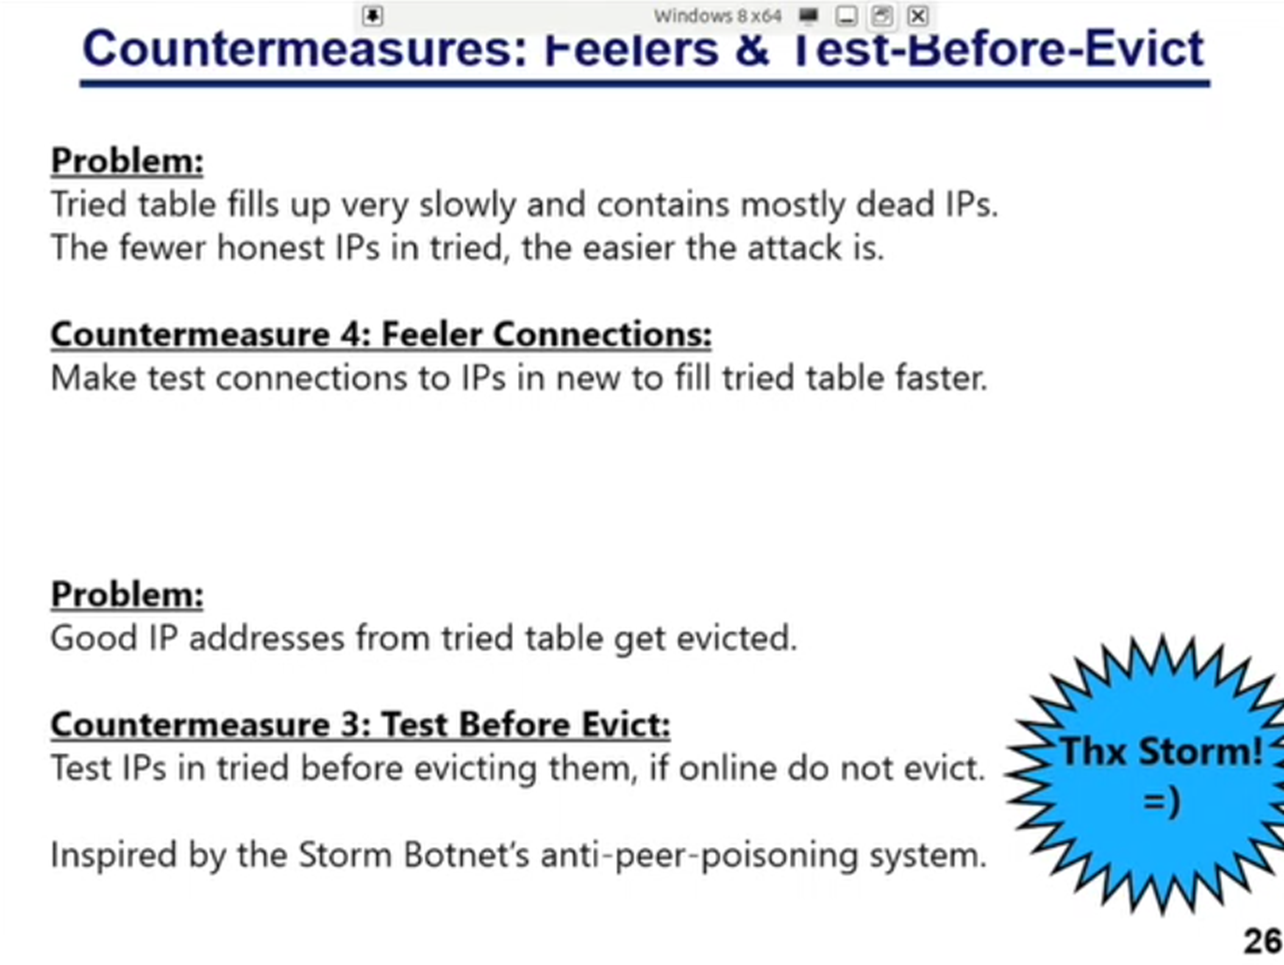 Windows 8 x64
Countermeasures: Feelers & Test-Before-Evict
Problem:
Tried table fills up very slowly and contains mostly dead IPs.
The fewer honest IPs in tried, the easier the attack is.
Countermeasure 4: Feeler Connections:
Make test connections to IPs in new to fill tried table faster.
Problem:
Good IP addresses from tried table get evicted.
Countermeasure 3: Test Before Evict:
Test IPs in tried before evicting them, if online do not evict.
Inspired by the Storm Botnet's anti-peer-poisoning system.
Thx Storm!
=)
26